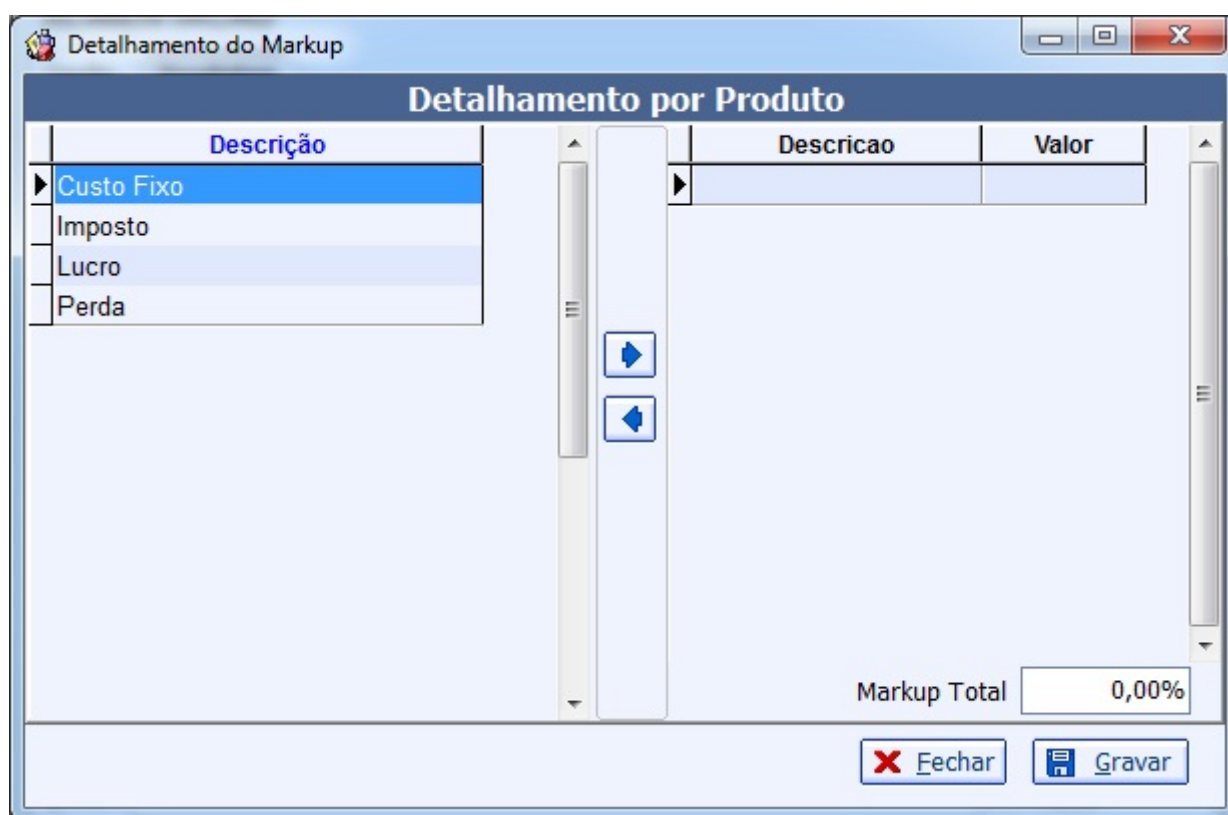 Detalhamento do Markup
Detalhamento por Produto
Descrição
Custo Fixo
Imposto
Lucro
Perda
Descricao Valor
Markup Total 0,00%
Fechar Gravar